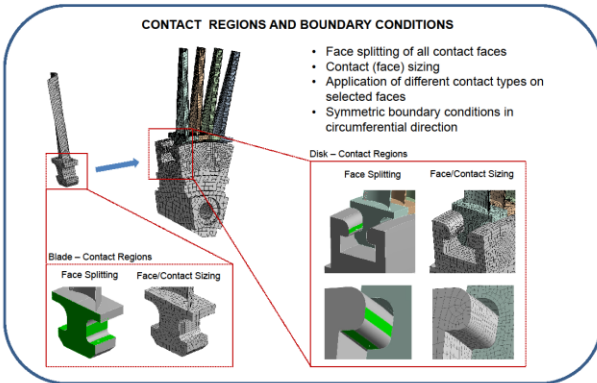 CONTACT REGIONS AND BOUNDARY CONDITIONS
• Face splitting of all contact faces
• Contact (face) sizing
• Application of different contact types on
selected faces
• Symmetric boundary conditions in
circumferential direction
Disk – Contact Regions
Face Splitting
Face/Contact Sizing
Blade – Contact Regions
Face Splitting
Face/Contact Sizing